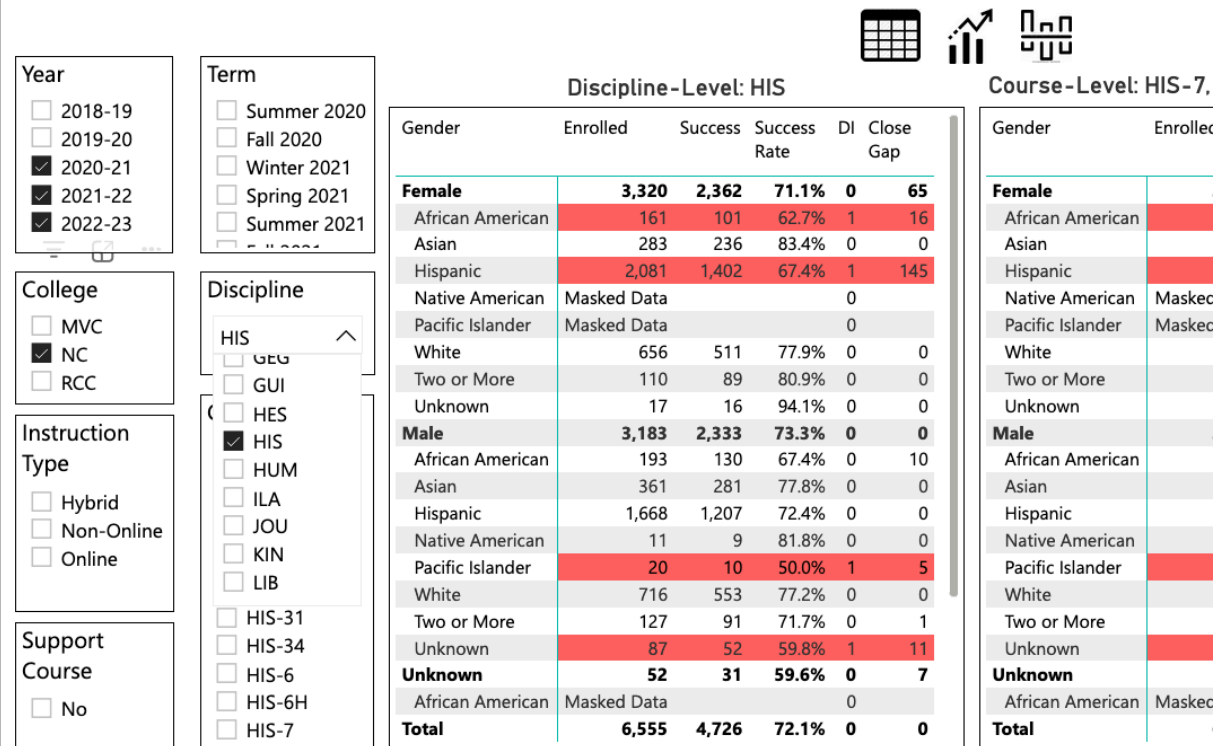 Discipline-Level: HIS
Course-Level: HIS-7,
Year
2018-19
2019-20
2020-21
2021-22
2022-23
Term
Summer 2020
Fall 2020
Winter 2021
Spring 2021
Summer 2021
Fall 2021
College
MVC
NC
RCC
Discipline
HIS
GEG
GUI
HES
HIS
HUM
ILA
JOU
KIN
LIB
HIS-31
HIS-34
HIS-6
HIS-6H
HIS-7
Instruction
Type
Hybrid
Non-Online
Online
Support
Course
No
Gender Enrolled Success Success Rate DI Close Gap
Female 3,320 2,362 71.1% 0 65
African American 161 101 62.7% 1 16
Asian 283 236 83.4% 0 0
Hispanic 2,081 1,402 67.4% 1 145
Native American Masked Data 0
Pacific Islander Masked Data 0
White 656 511 77.9% 0 0
Two or More 110 89 80.9% 0 0
Unknown 17 16 94.1% 0 0
Male 3,183 2,333 73.3% 0 0
African American 193 130 67.4% 0 10
Asian 361 281 77.8% 0 0
Hispanic 1,668 1,207 72.4% 0 0
Native American 11 9 81.8% 0 0
Pacific Islander 20 10 50.0% 1 5
White 716 553 77.2% 0 0
Two or More 127 91 71.7% 0 1
Unknown 87 52 59.8% 1 11
Unknown 52 31 59.6% 0 7
African American Masked Data 0
Total 6,555 4,726 72.1% 0 0
Gender
Female
African American
Asian
Hispanic
Native American
Pacific Islander
White
Two or More
Unknown
Male
African American
Asian
Hispanic
Native American
Pacific Islander
White
Two or More
Unknown
Unknown
African American
Total